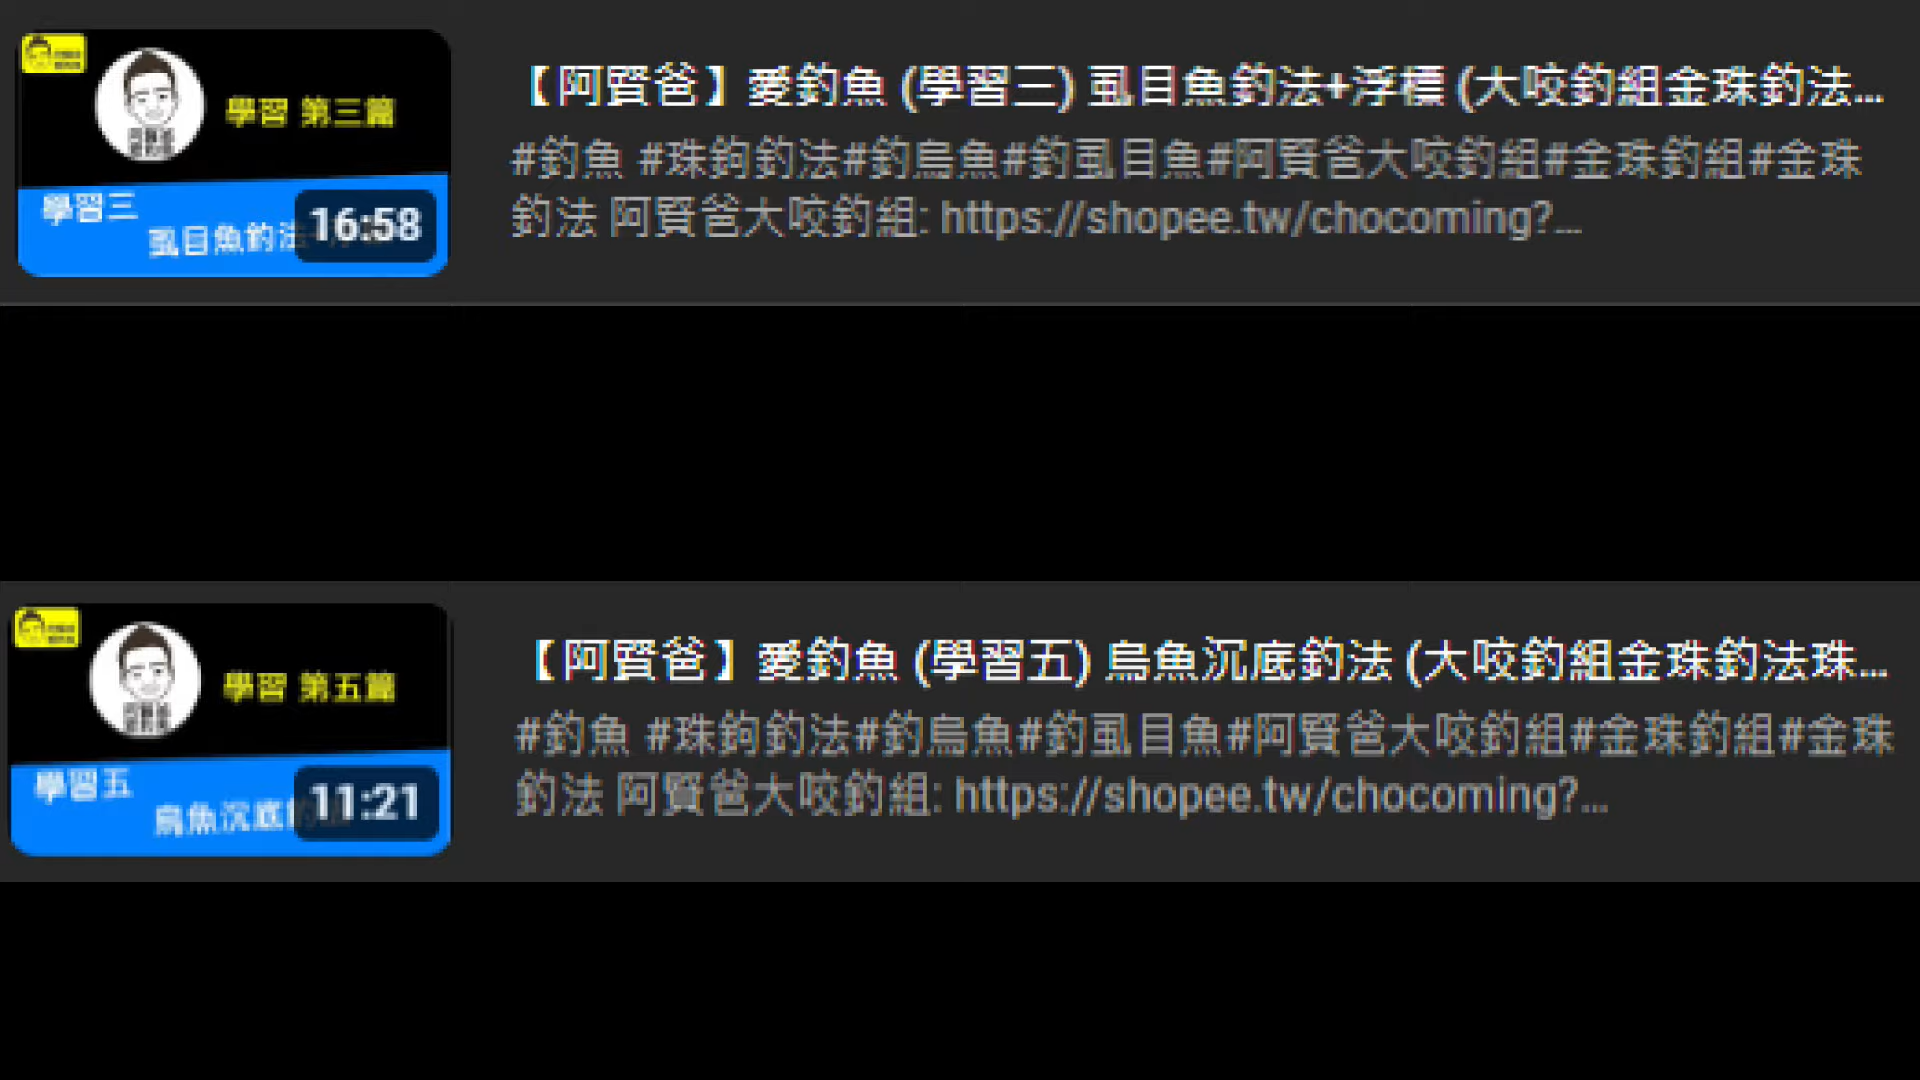 【阿賢爸】愛釣魚 (學習三) 虱目魚釣法+浮標 (大咬釣組金珠釣法...
學習 第三篇
#釣魚 #珠鉤釣法#釣烏魚#釣虱目魚#阿賢爸大咬釣組#金珠釣組#金珠
釣法 阿賢爸大咬釣組: https://shopee.tw/chocoming?...
學習三
虱目魚釣法
16:58
【阿賢爸】愛釣魚 (學習五) 烏魚沉底釣法 (大咬釣組金珠釣法珠...
學習 第五篇
#釣魚 #珠鉤釣法#釣烏魚#釣虱目魚#阿賢爸大咬釣組#金珠釣組#金珠
釣法 阿賢爸大咬釣組: https://shopee.tw/chocoming?...
學習五
烏魚沉底
11:21